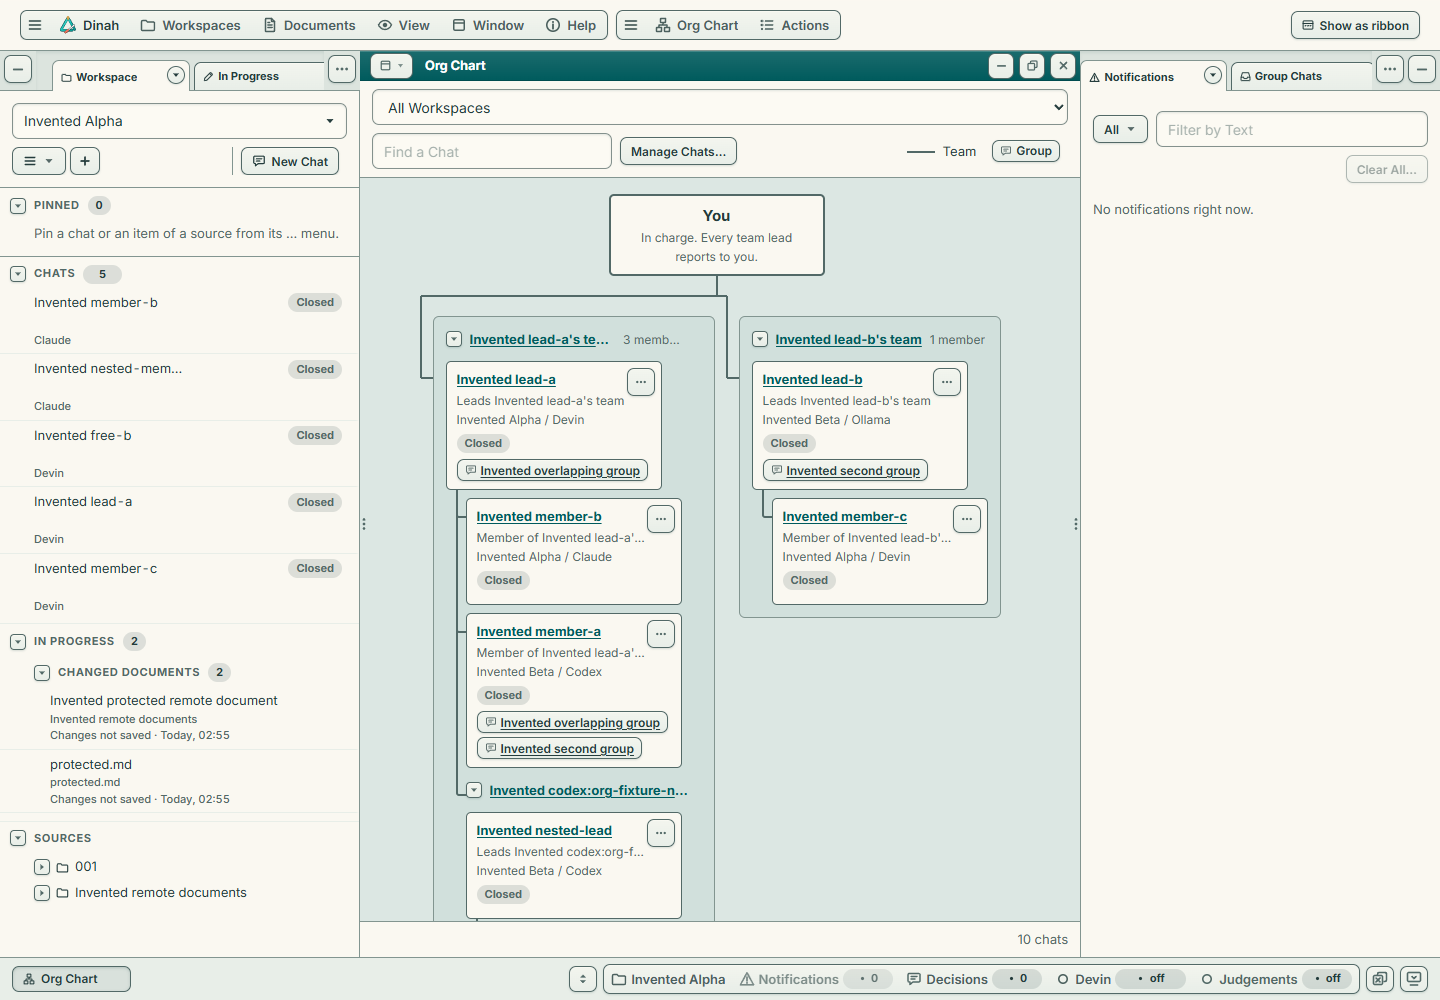 Dinah Workspaces Documents View Window Help Org Chart Actions Show as ribbon
Workspace In Progress
Invented Alpha
New Chat
PINNED 0
Pin a chat or an item of a source from its ... menu.
CHATS 5
Invented member-b Closed
Claude
Invented nested-mem... Closed
Claude
Invented free-b Closed
Devin
Invented lead-a Closed
Devin
Invented member-c Closed
Devin
IN PROGRESS 2
CHANGED DOCUMENTS 2
Invented protected remote document
Invented remote documents
Changes not saved · Today, 02:55
protected.md
protected.md
Changes not saved · Today, 02:55
SOURCES
001
Invented remote documents
Org Chart
All Workspaces
Find a Chat Manage Chats... Team Group
You
In charge. Every team lead
reports to you.
Invented lead-a's te... 3 memb...
Invented lead-a
Leads Invented lead-a's team
Invented Alpha / Devin
Closed
Invented overlapping group
Invented member-b
Member of Invented lead-a'...
Invented Alpha / Claude
Closed
Invented member-a
Member of Invented lead-a'...
Invented Beta / Codex
Closed
Invented overlapping group
Invented second group
Invented codex:org-fixture-n...
Invented nested-lead
Leads Invented codex:org-f...
Invented Beta / Codex
Closed
Invented lead-b's team 1 member
Invented lead-b
Leads Invented lead-b's team
Invented Beta / Ollama
Closed
Invented second group
Invented member-c
Member of Invented lead-b'...
Invented Alpha / Devin
Closed
10 chats
Notifications Group Chats
All Filter by Text
Clear All...
No notifications right now.
Org Chart Invented Alpha Notifications • 0 Decisions • 0 Devin • off Judgements • off